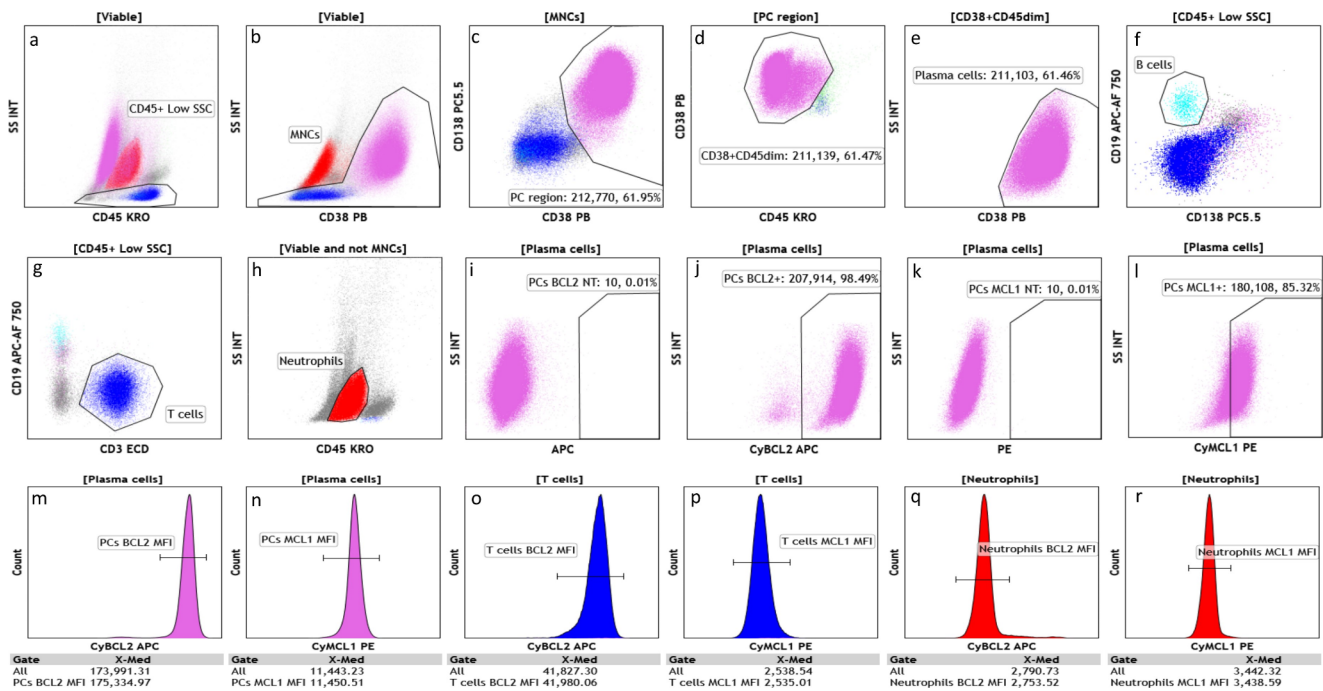 [Viable]
a
CD45+ Low SSC
SS INT
CD45 KRO
[Viable]
b
MNCs
SS INT
CD38 PB
[MNCs]
c
PC region: 212,770, 61.95%
CD138 PC5.5
CD38 PB
[PC region]
d
CD38+CD45dim: 211,139, 61.47%
CD38 PB
CD45 KRO
[CD38+CD45dim]
e
Plasma cells: 211,103, 61.46%
SS INT
CD38 PB
[CD45+ Low SSC]
f
B cells
CD19 APC-AF 750
CD138 PC5.5
[CD45+ Low SSC]
g
T cells
CD19 APC-AF 750
CD3 ECD
[Viable and not MNCs]
h
Neutrophils
SS INT
CD45 KRO
[Plasma cells]
i
PCs BCL2 NT: 10, 0.01%
SS INT
APC
[Plasma cells]
j
PCs BCL2+: 207,914, 98.49%
SS INT
CyBCL2 APC
[Plasma cells]
k
PCs MCL1 NT: 10, 0.01%
SS INT
PE
[Plasma cells]
l
PCs MCL1+: 180,108, 85.32%
SS INT
CyMCL1 PE
[Plasma cells]
m
PCs BCL2 MFI
Count
CyBCL2 APC
Gate X-Med
All 173,991.31
PCs BCL2 MFI 175,334.97
[Plasma cells]
n
PCs MCL1 MFI
Count
CyMCL1 PE
Gate X-Med
All 11,443.23
PCs MCL1 MFI 11,450.51
[T cells]
o
T cells BCL2 MFI
Count
CyBCL2 APC
Gate X-Med
All 41,827.30
T cells BCL2 MFI 41,980.06
[T cells]
p
T cells MCL1 MFI
Count
CyMCL1 PE
Gate X-Med
All 2,538.54
T cells MCL1 MFI 2,535.01
[Neutrophils]
q
Neutrophils BCL2 MFI
Count
CyBCL2 APC
Gate X-Med
All 2,790.73
Neutrophils BCL2 MFI 2,753.52
[Neutrophils]
r
Neutrophils MCL1 MFI
Count
CyMCL1 PE
Gate X-Med
All 3,442.32
Neutrophils MCL1 MFI 3,438.59